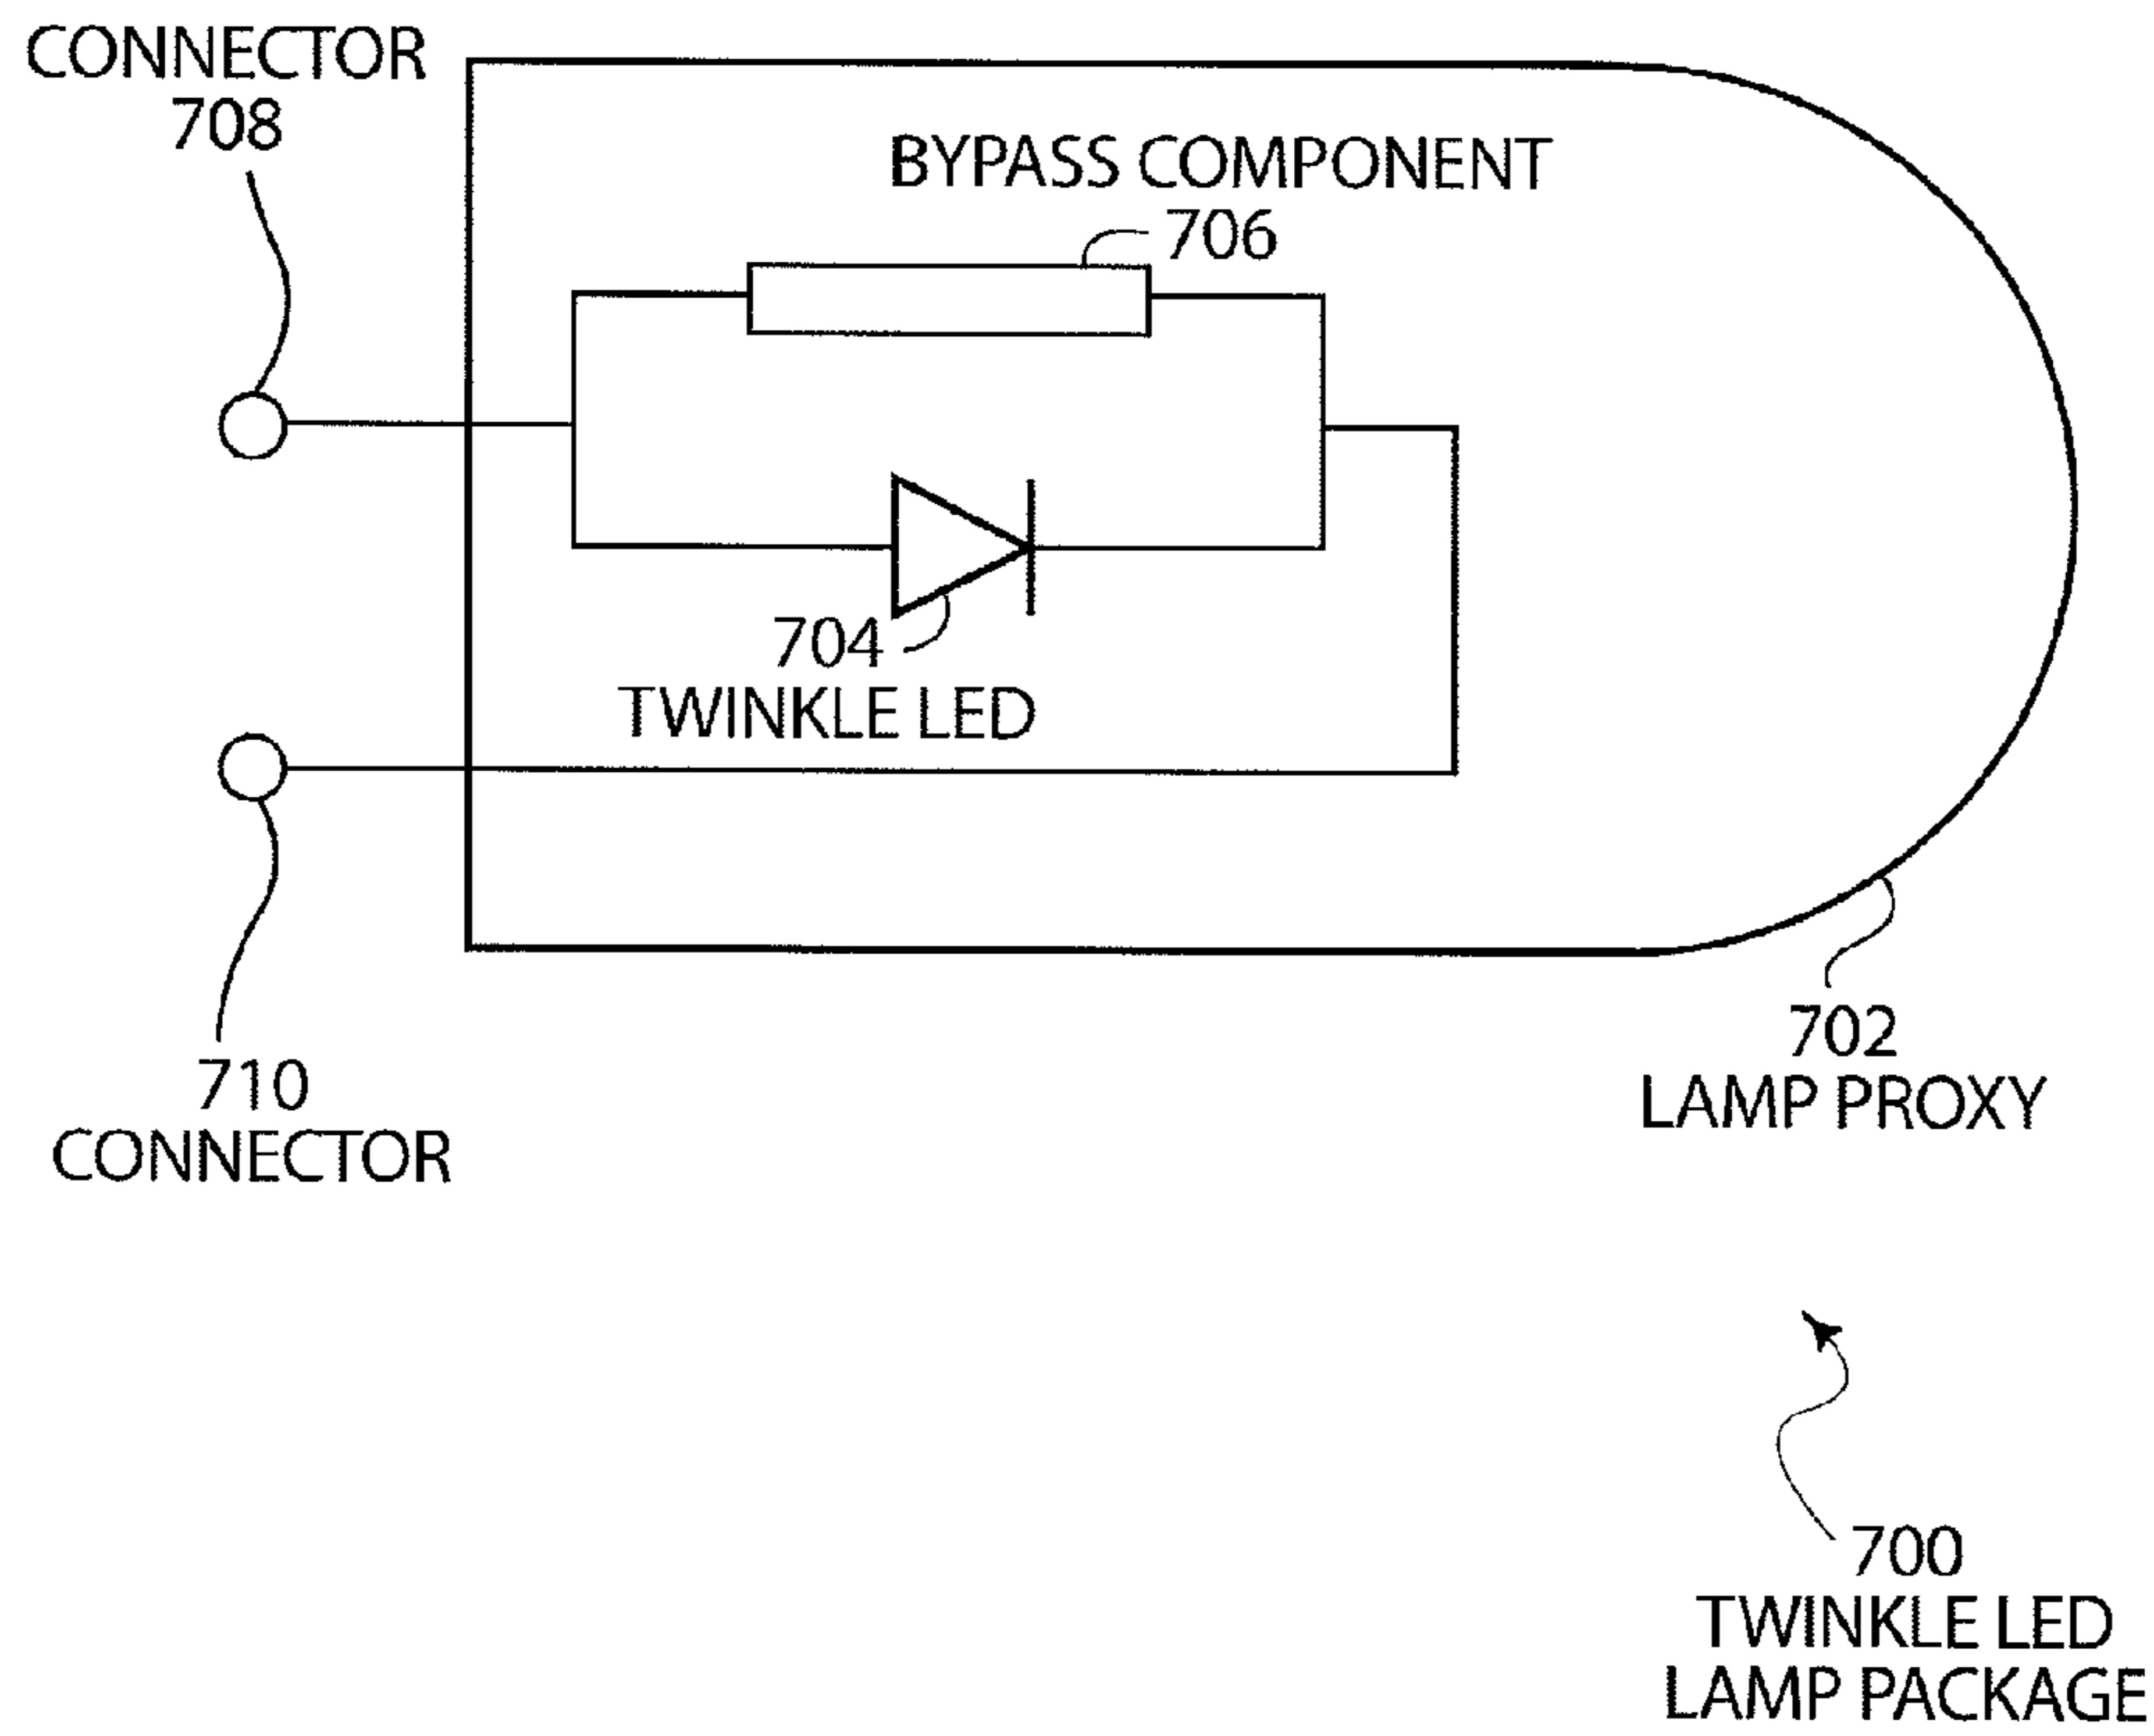 CONNECTOR
708
BYPASS COMPONENT
706
704
TWINKLE LED
710
CONNECTOR
702
LAMP PROXY
700
TWINKLE LED
LAMP PACKAGE